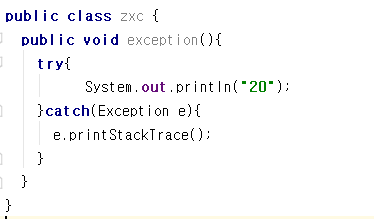 public class zxc {
public void exception(){
try{
System.out.println("20");
}catch(Exception e){
e.printStackTrace();
}
}
}